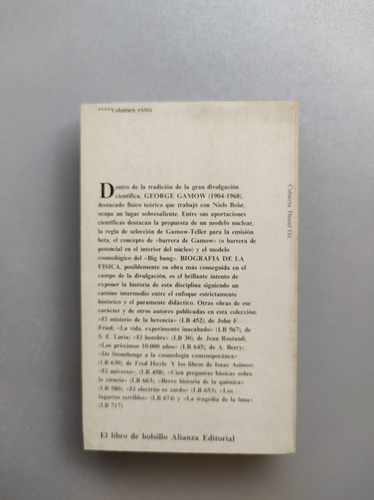 ****Volumen extra
Dentro de la tradición de la gran divulgación
científica, GEORGE GAMOW (1904-1968),
destacado físico teórico que trabajó con Niels Bohr,
ocupa un lugar sobresaliente. Entre sus aportaciones
científicas destacan la propuesta de un modelo nuclear,
la regla de selección de Gamow-Teller para la emisión
beta, el concepto de «barrera de Gamow» (o barrera de
potencial en el interior del núcleo) y el modelo
cosmológico del «Big bang». BIOGRAFIA DE LA
FISICA, posiblemente su obra más conseguida en el
campo de la divulgación, es el brillante intento de
exponer la historia de esta disciplina siguiendo un
camino intermedio entre el enfoque estrictamente
histórico y el puramente didáctico. Otras obras de ese
carácter y de otros autores publicadas en esta colección:
«El misterio de la herencia» (LB 452), de John F.
Fried; «La vida, experimento inacabado» (LB 567), de
S. E. Luria; «El hombre» (LB 30), de Jean Rostand;
«Los próximos 10.000 años» (LB 645), de A. Berry;
«De Stonehenge a la cosmología contemporánea»
(LB 630), de Fred Hoyle. Y los libros de Isaac Asimov:
«El universo», (LB 458), «Cien preguntas básicas sobre
la ciencia» (LB 663), «Breve historia de la química»
(LB 580), «El electrón es zurdo» (LB 653), «Los
lagartos terribles» (LB 674) y «La tragedia de la luna»
(LB 717).
El libro de bolsillo Alianza Editorial
Cubierta Daniel Gil